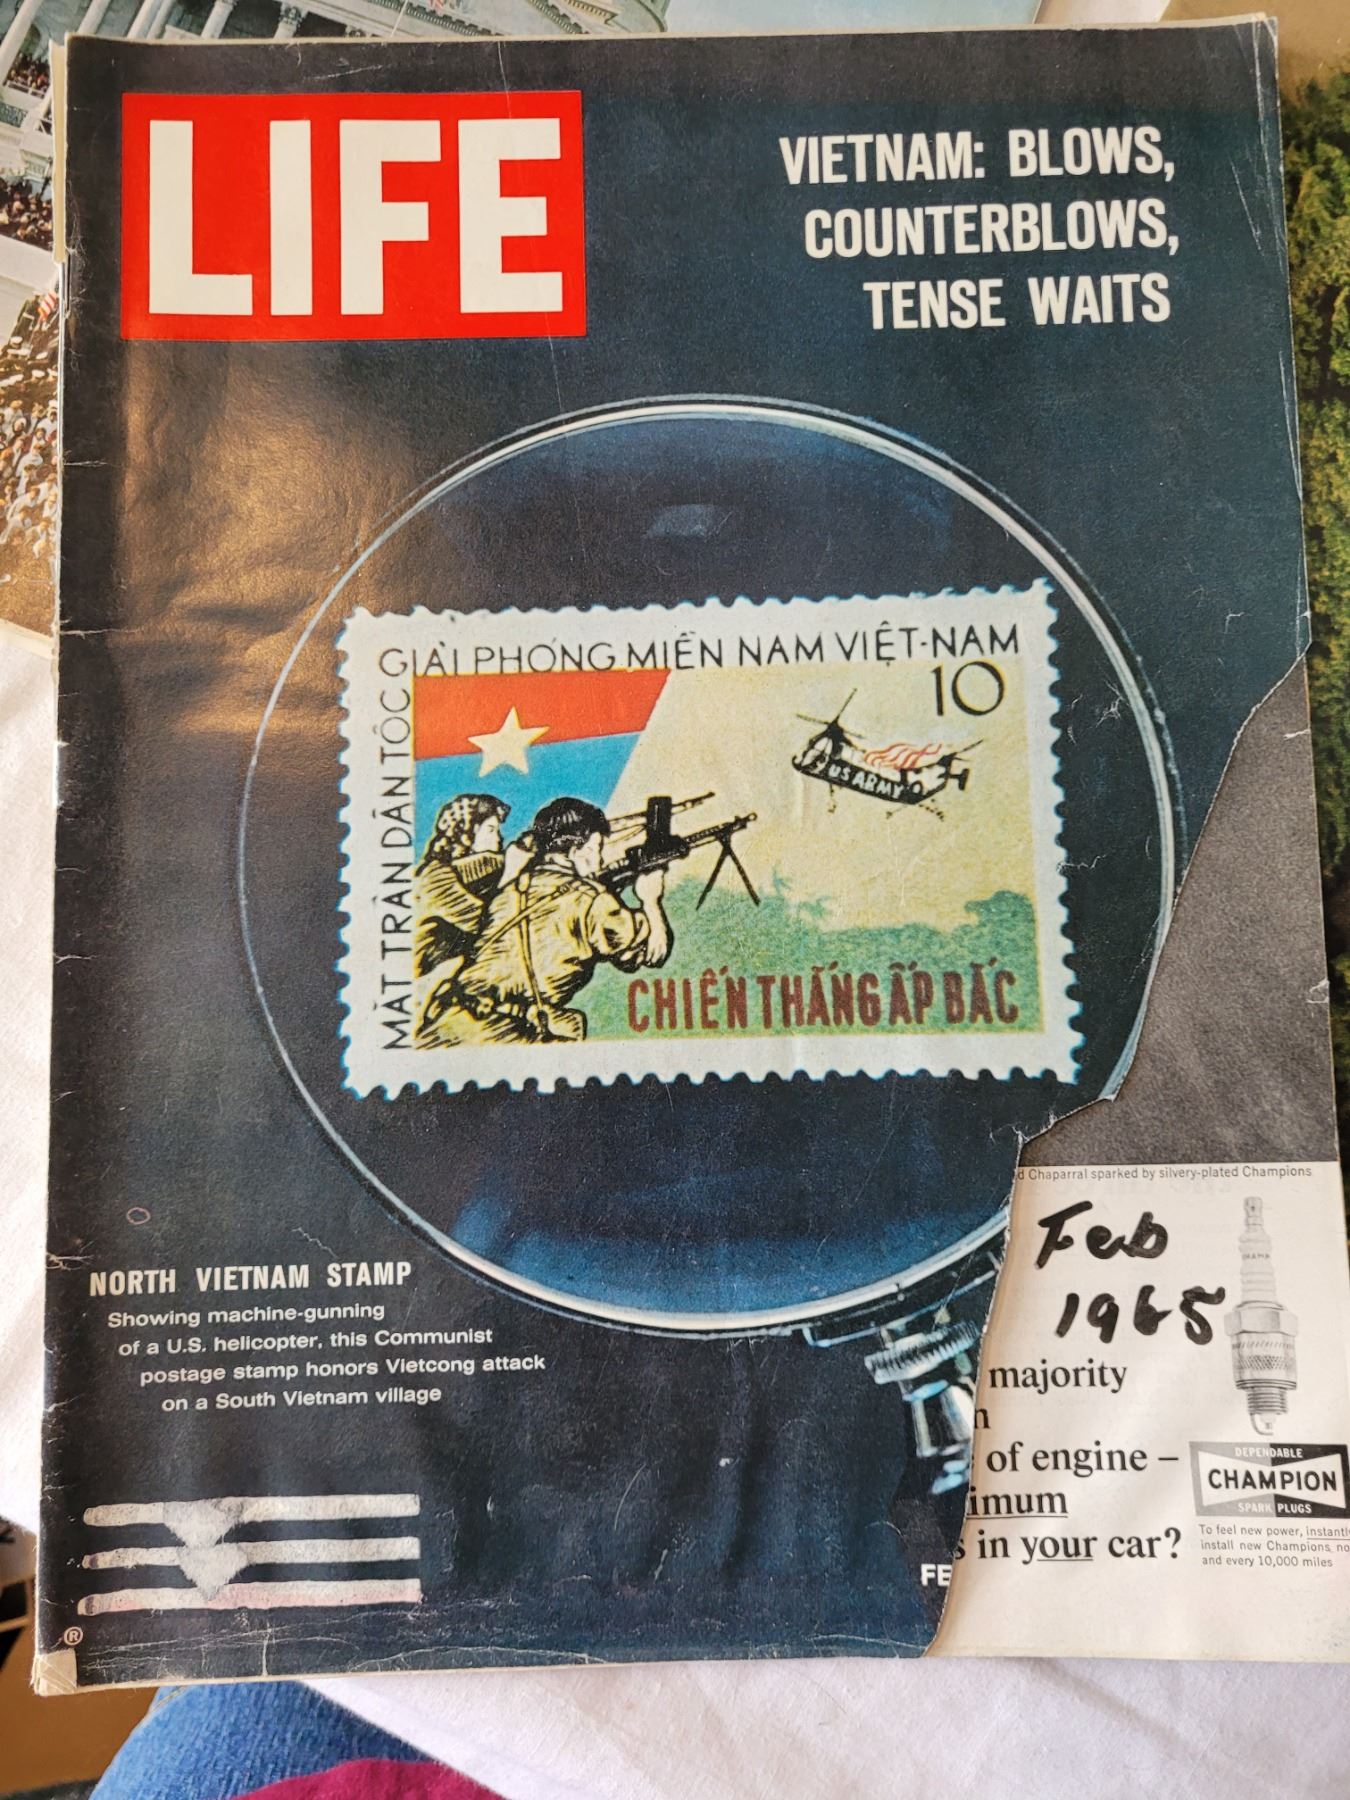 LIFE
VIETNAM: BLOWS,
COUNTERBLOWS,
TENSE WAITS
GIẢI PHÓNG MIỀN NAM VIỆT-NAM
MẶT TRẬN DÂN TỘC
10
US ARMY
CHIẾN THẮNG ẤP BẮC
NORTH VIETNAM STAMP
Showing machine-gunning
of a U.S. helicopter, this Communist
postage stamp honors Vietcong attack
on a South Vietnam village
®
FE
d Chaparral sparked by silvery-plated Champions.
Feb
1965
majority
n
of engine –
imum
s in your car?
DEPENDABLE
CHAMPION
SPARK PLUGS
To feel new power, instantly
install new Champions no
and every 10,000 miles